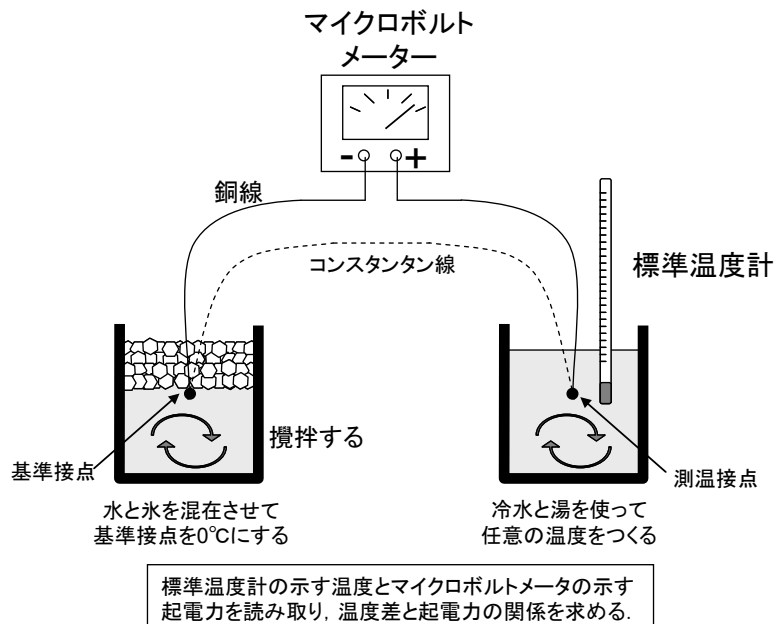 マイクロボルト
メーター
- +
銅線
コンスタンタン線
標準温度計
攪拌する
基準接点
測温接点
水と氷を混在させて
基準接点を0℃にする
冷水と湯を使って
任意の温度をつくる
標準温度計の示す温度とマイクロボルトメータの示す
起電力を読み取り, 温度差と起電力の関係を求める.